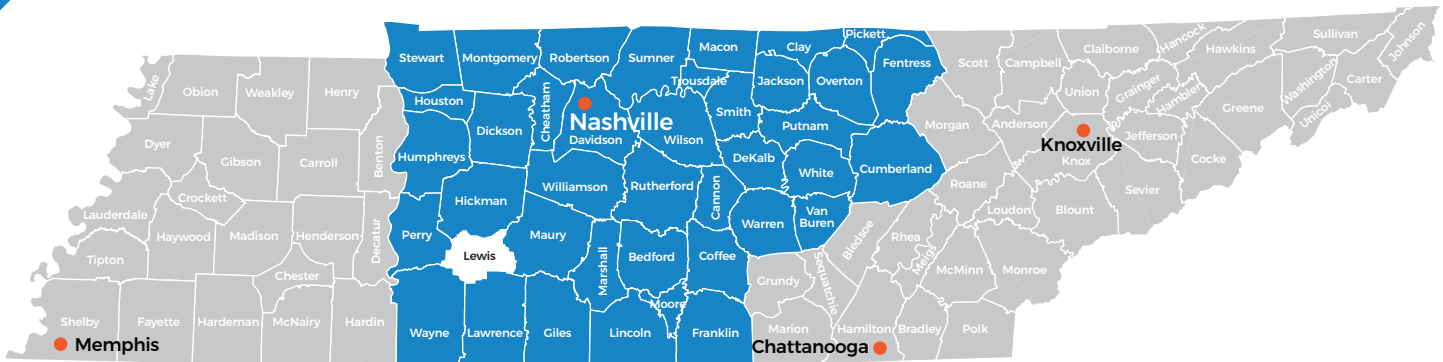 Stewart
Montgomery
Robertson
Sumner
Macon
Clay
Pickett
Fentress
Scott
Campbell
Claiborne
Hancock
Hawkins
Sullivan
Johnson
Lake
Obion
Weakley
Henry
Houston
Dickson
Cheatham
Trousdale
Jackson
Overton
Union
Grainger
Hamblen
Greene
Washington
Unicoi
Carter
Nashville
Davidson
Wilson
Smith
Putnam
Morgan
Anderson
Knoxville
Knox
Jefferson
Cocke
Dyer
Gibson
Carroll
Benton
Humphreys
Hickman
Williamson
Rutherford
Cannon
DeKalb
White
Cumberland
Roane
Loudon
Blount
Sevier
Lauderdale
Crockett
Haywood
Madison
Henderson
Decatur
Perry
Lewis
Maury
Marshall
Bedford
Coffee
Warren
Van
Buren
Bledsoe
Rhea
Meigs
McMinn
Monroe
Tipton
Chester
Moore
Grundy
Sequatchie
Shelby
Fayette
Hardeman
McNairy
Hardin
Wayne
Lawrence
Giles
Lincoln
Franklin
Marion
Hamilton
Bradley
Polk
Memphis
Chattanooga